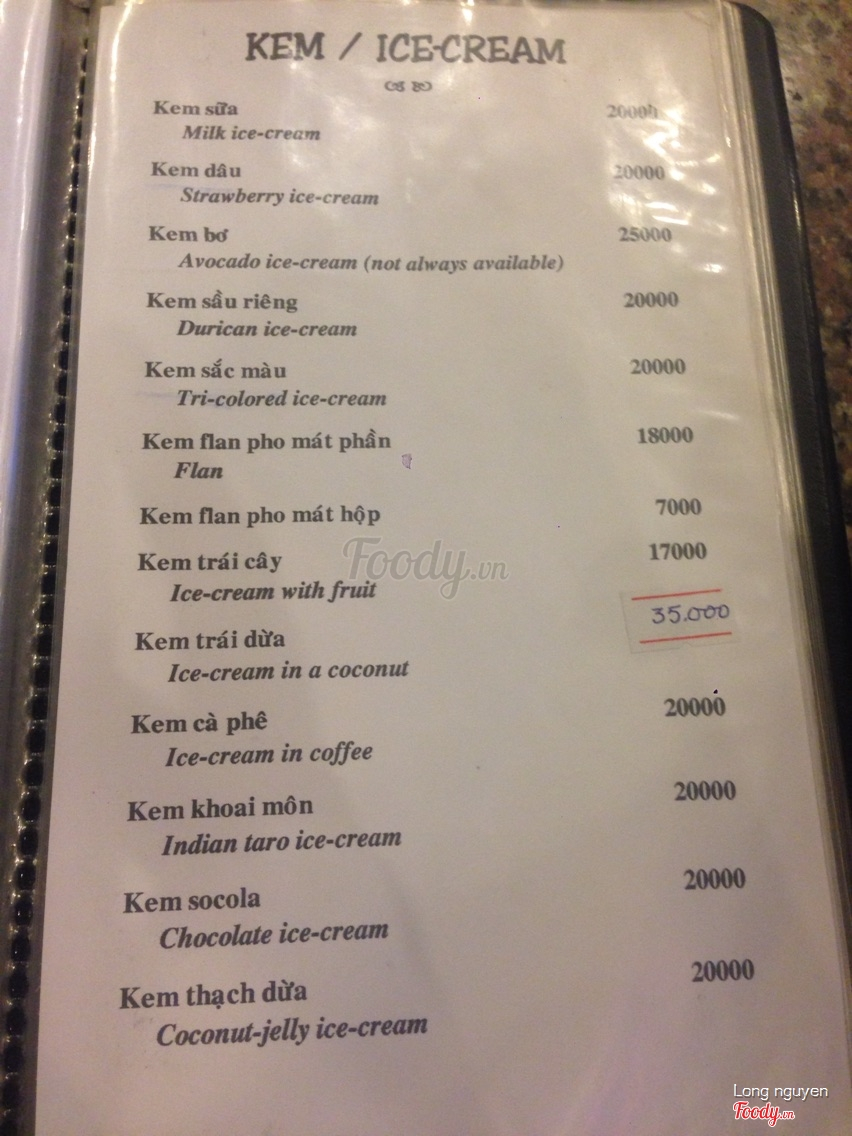 KEM / ICE-CREAM
Kem sữa 20000
Milk ice-cream
Kem dâu 20000
Strawberry ice-cream
Kem bơ 25000
Avocado ice-cream (not always available)
Kem sầu riêng 20000
Durican ice-cream
Kem sắc màu 20000
Tri-colored ice-cream
Kem flan pho mát phần 18000
Flan
Kem flan pho mát hộp 7000
Kem trái cây 17000
Ice-cream with fruit
Kem trái dừa 35.000
Ice-cream in a coconut
Kem cà phê 20000
Ice-cream in coffee
Kem khoai môn 20000
Indian taro ice-cream
Kem socola 20000
Chocolate ice-cream
Kem thạch dừa 20000
Coconut-jelly ice-cream
Foody.vn
Long nguyen
Foody.vn